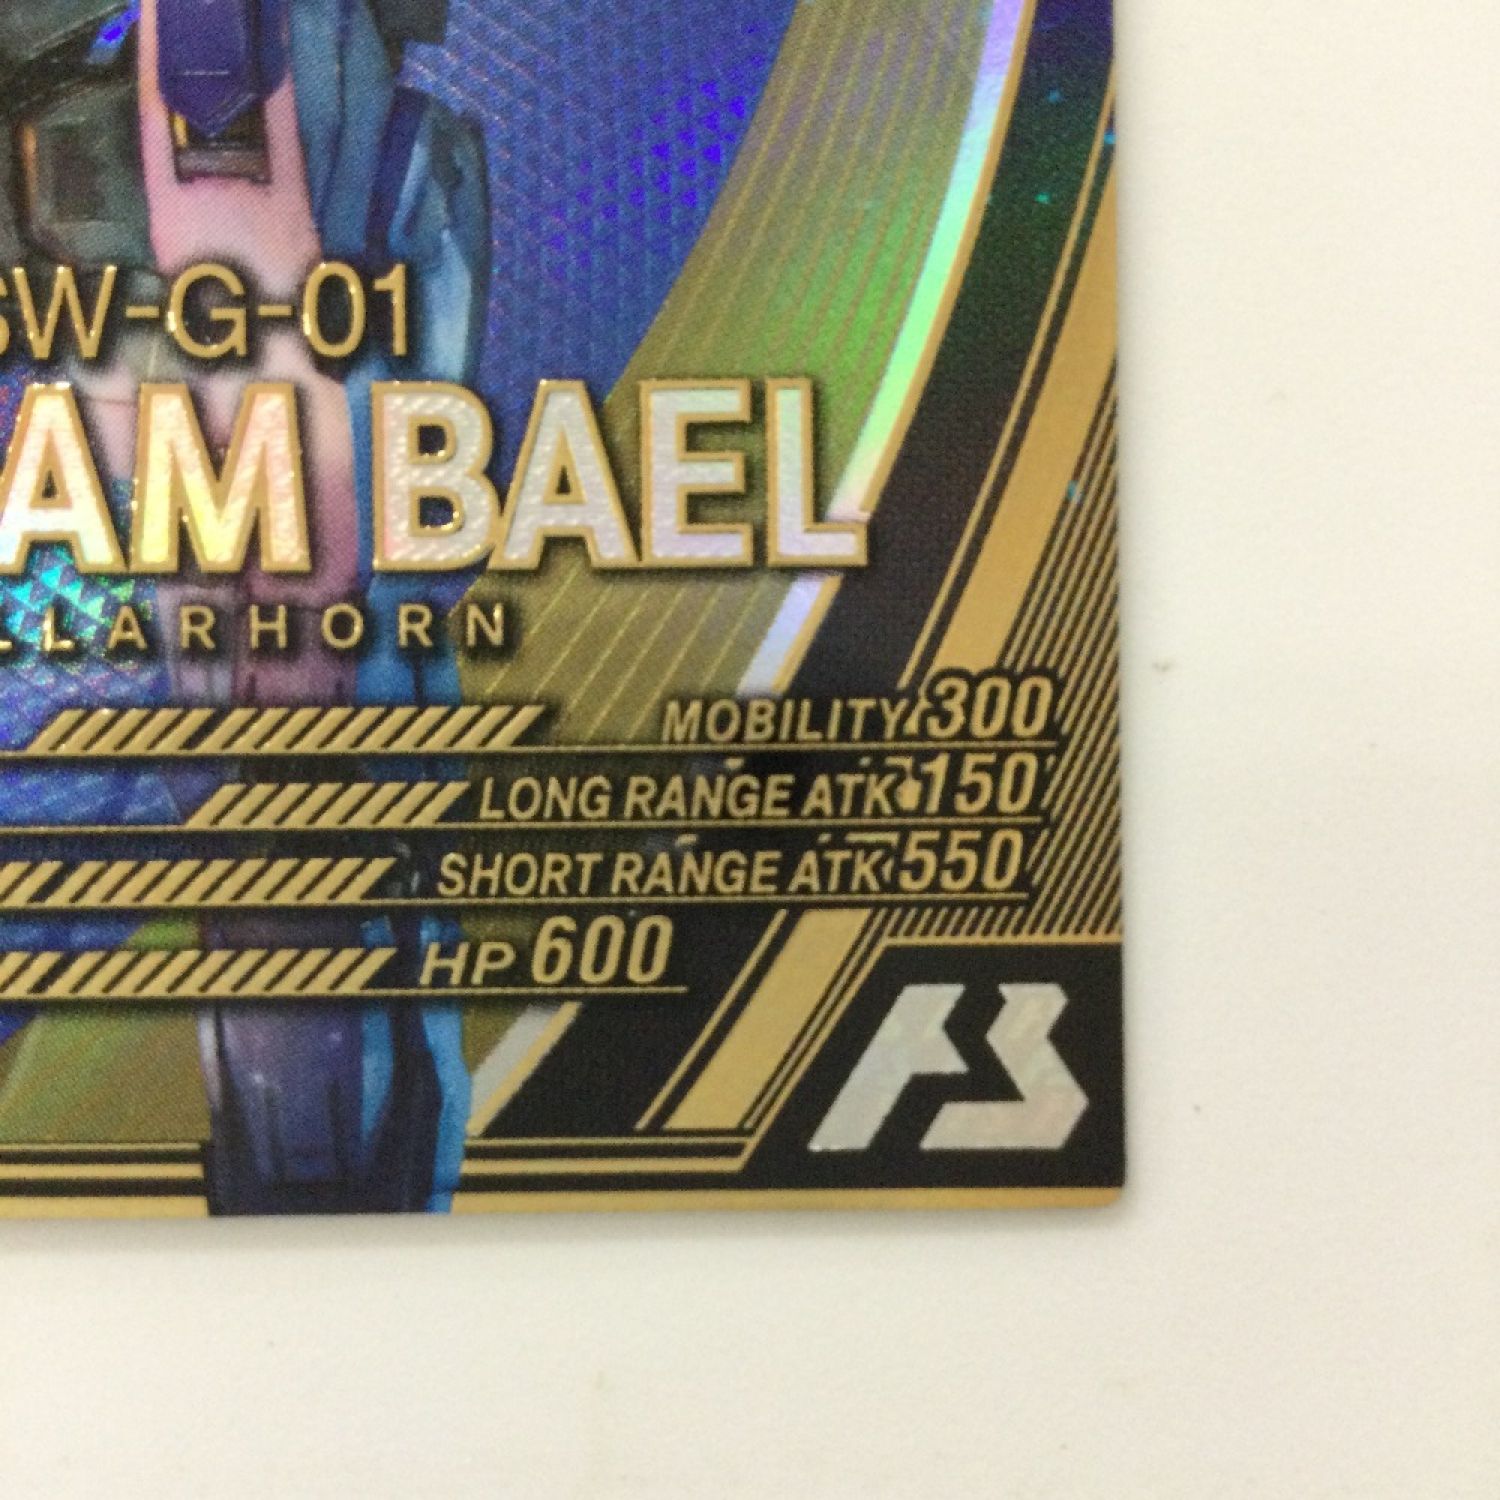 SW-G-01
AM BAEL
LLARHORN
MOBILITY 300
LONG RANGE ATK 150
SHORT RANGE ATK 550
HP 600